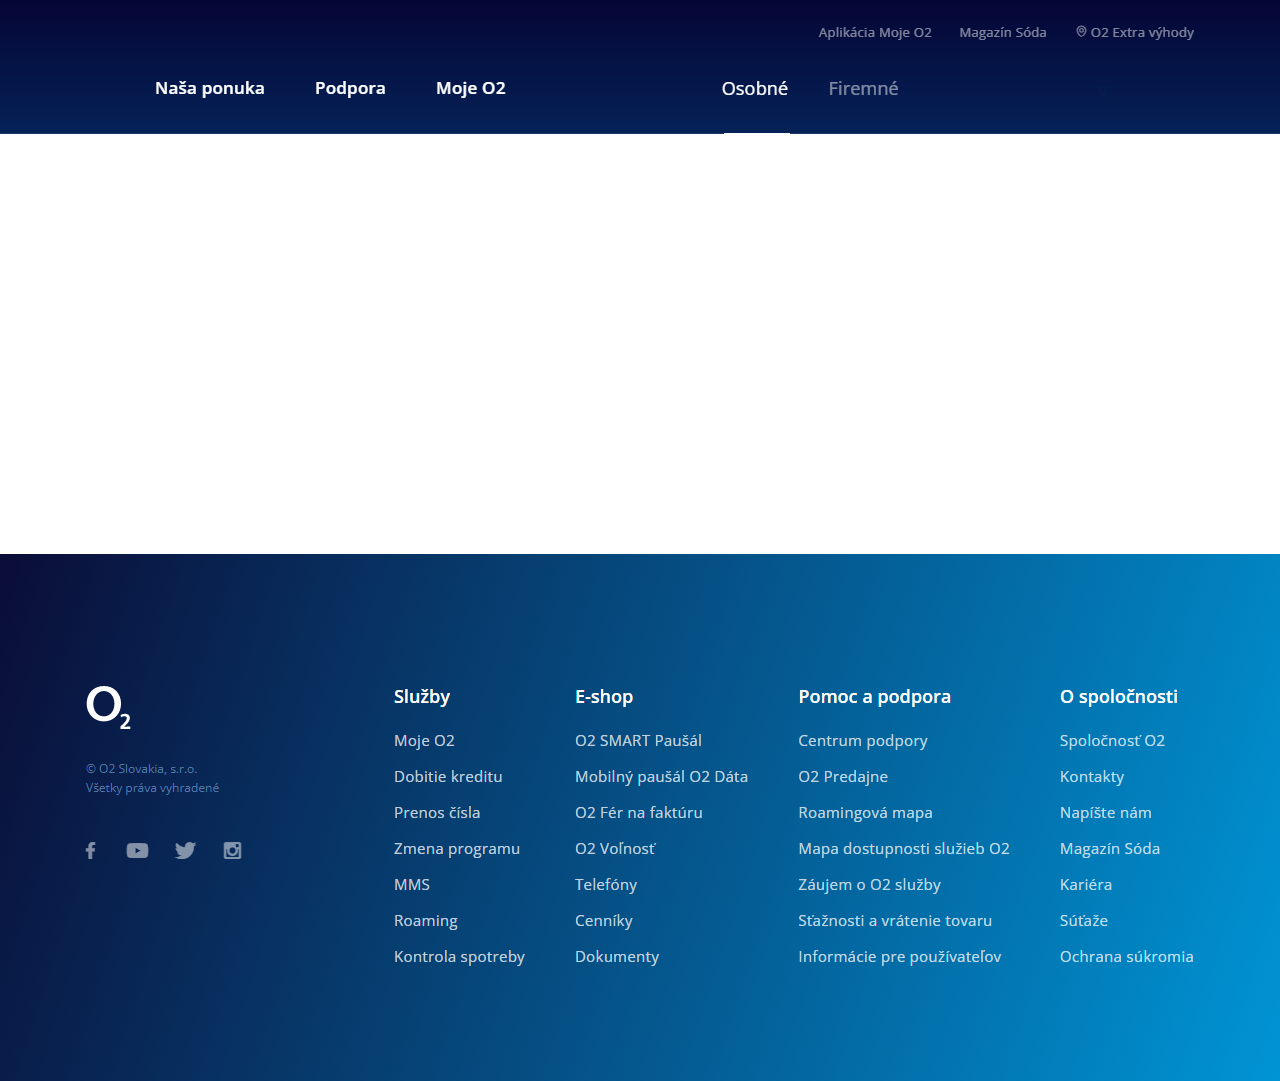 Aplikácia Moje O2 Magazín Sóda O2 Extra výhody
Naša ponuka Podpora Moje O2 Osobné Firemné
O2
© O2 Slovakia, s.r.o.
Všetky práva vyhradené
Služby
Moje O2
Dobitie kreditu
Prenos čísla
Zmena programu
MMS
Roaming
Kontrola spotreby
E-shop
O2 SMART Paušál
Mobilný paušál O2 Dáta
O2 Fér na faktúru
O2 Voľnosť
Telefóny
Cenníky
Dokumenty
Pomoc a podpora
Centrum podpory
O2 Predajne
Roamingová mapa
Mapa dostupnosti služieb O2
Záujem o O2 služby
Sťažnosti a vrátenie tovaru
Informácie pre používateľov
O spoločnosti
Spoločnosť O2
Kontakty
Napíšte nám
Magazín Sóda
Kariéra
Súťaže
Ochrana súkromia